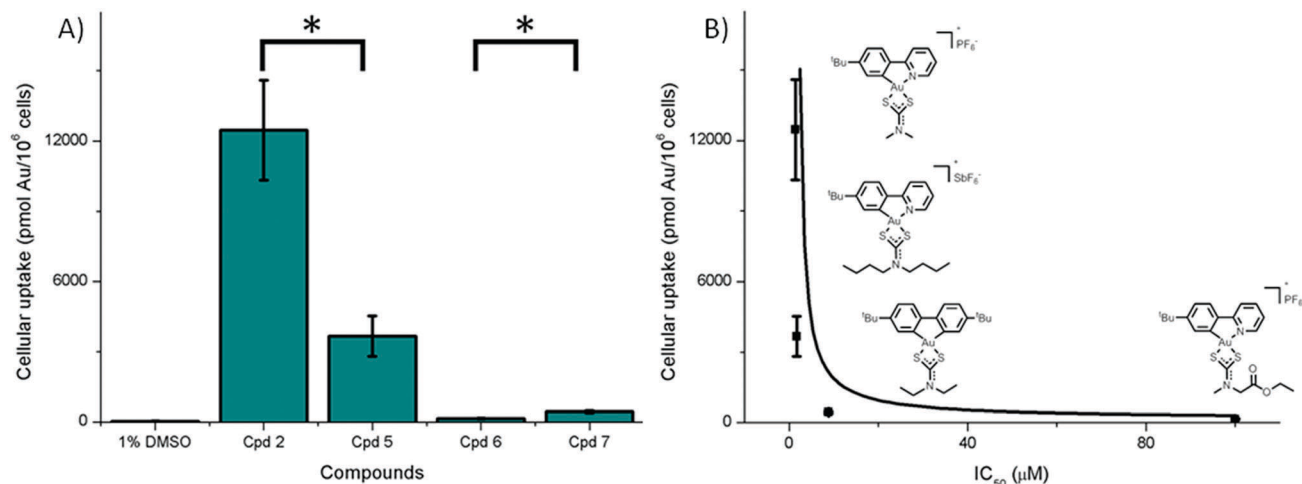 A)
*
*
Cellular uptake (pmol Au/10⁶ cells)
12000
6000
0
1% DMSO
Cpd 2
Cpd 5
Cpd 6
Cpd 7
Compounds
B)
Cellular uptake (pmol Au/10⁶ cells)
12000
6000
0
0
40
80
IC₅₀ (μM)
⁺
PF₆⁻
ᵗBu
N
Au
S
S
N
⁺
SbF₆⁻
ᵗBu
N
Au
S
S
N
ᵗBu
ᵗBu
Au
S
S
N
⁺
PF₆
ᵗBu
N
Au
S
S
O
N
O